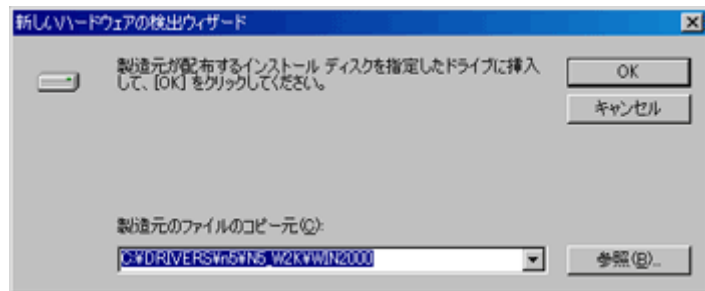 新しいハードウェアの検出ウィザード
製造元が配布するインストール ディスクを指定したドライブに挿入
して、[OK] をクリックしてください。
OK
キャンセル
製造元のファイルのコピー元(C):
C:¥DRIVERS¥n5¥N5_W2K¥WIN2000
参照(B)...